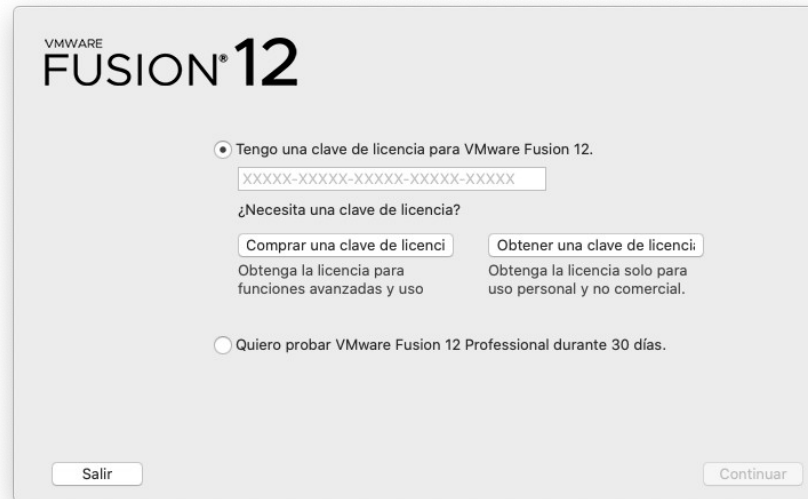 VMWARE
FUSION® 12
Tengo una clave de licencia para VMware Fusion 12.
XXXXX-XXXXX-XXXXX-XXXXX-XXXXX
¿Necesita una clave de licencia?
Comprar una clave de licenci
Obtener una clave de licencia
Obtenga la licencia para
funciones avanzadas y uso
Obtenga la licencia solo para
uso personal y no comercial.
Quiero probar VMware Fusion 12 Professional durante 30 días.
Salir
Continuar